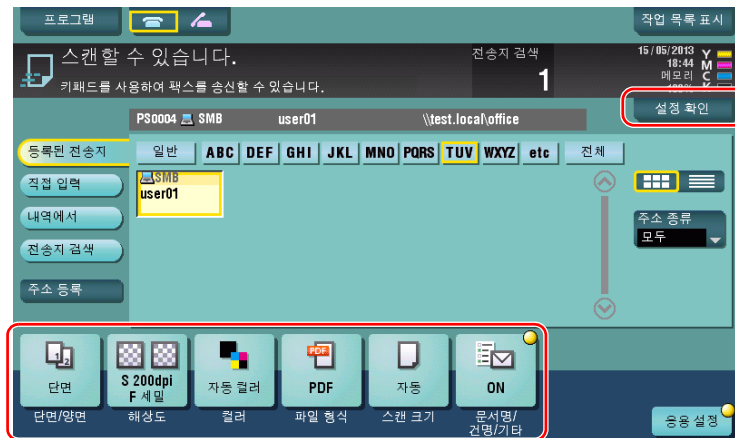 프로그램
작업 목록 표시
스캔할 수 있습니다.
키패드를 사용하여 팩스를 송신할 수 있습니다.
전송지 검색
1
15/05/2013
18:44
메모리
100%
Y
M
C
K
설정 확인
PS0004 SMB user01 \\test.local\office
등록된 전송지
일반 ABC DEF GHI JKL MNO PQRS TUV WXYZ etc 전체
직접 입력
SMB
user01
내역에서
전송지 검색
주소 종류
모두
주소 등록
1 2
PDF
단면
S 200dpi
F 세밀
자동 컬러
PDF
자동
ON
단면/양면
해상도
컬러
파일 형식
스캔 크기
문서명/
건명/기타
응용 설정